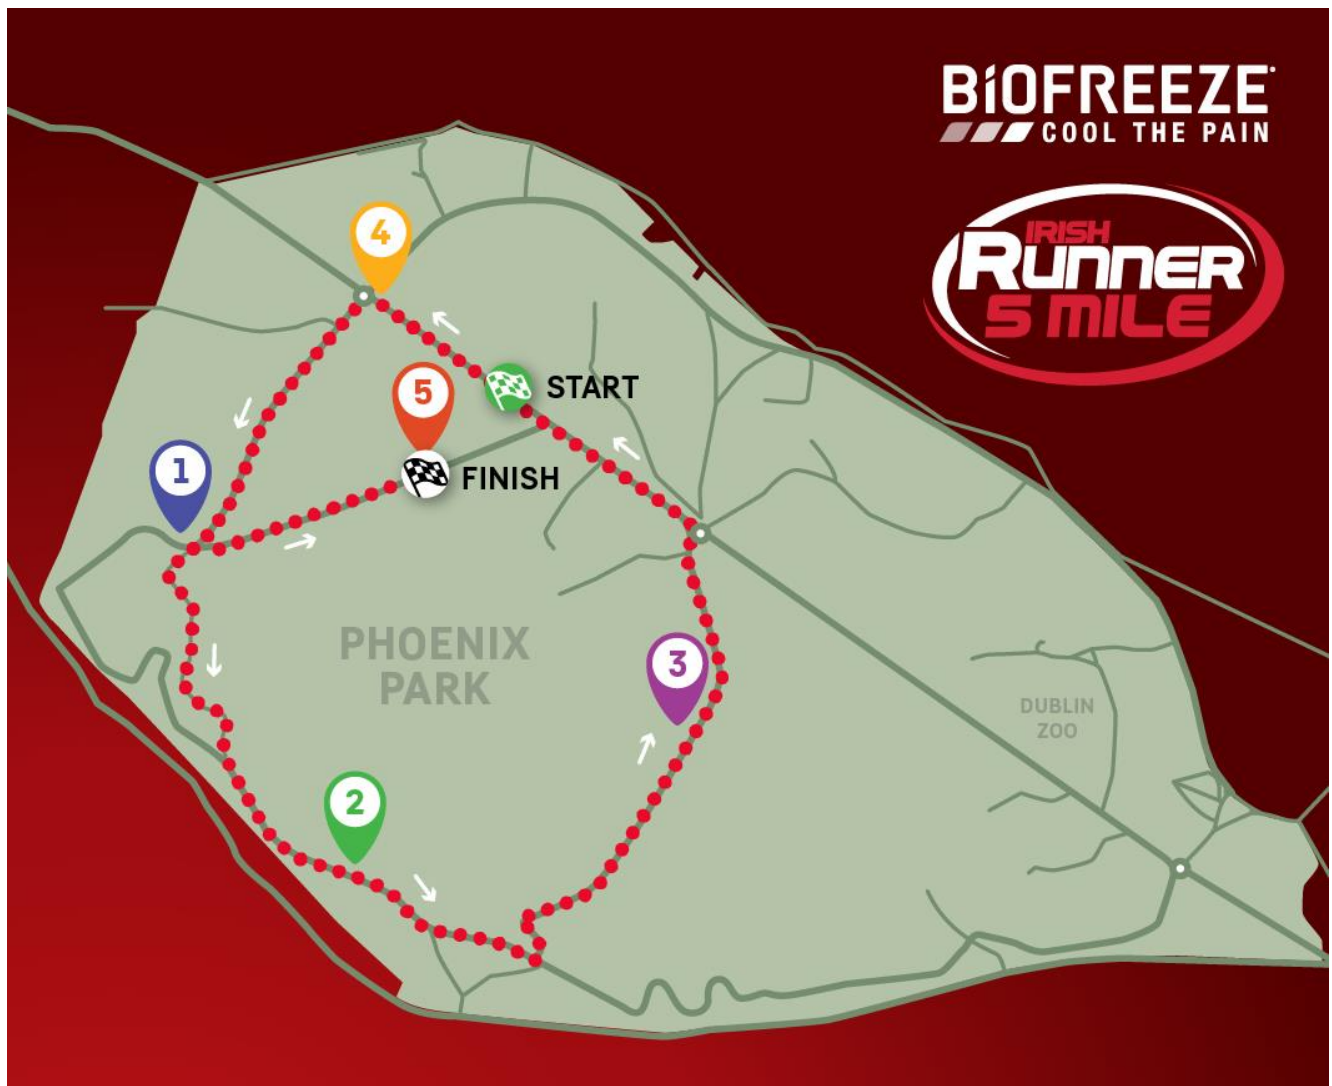 BiOFREEZE
COOL THE PAIN
IRISH
RUNNER
5 MILE
4
START
5
FINISH
1
PHOENIX
PARK
3
DUBLIN
ZOO
2